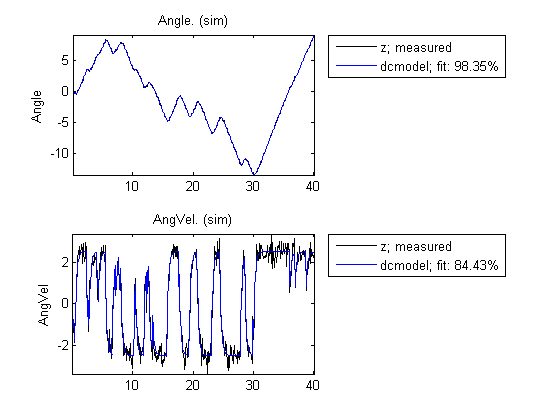 Angle. (sim)
z; measured
dcmodel; fit: 98.35%
Angle
5
0
-5
-10
10
20
30
40
AngVel. (sim)
z; measured
dcmodel; fit: 84.43%
AngVel
2
0
-2
10
20
30
40